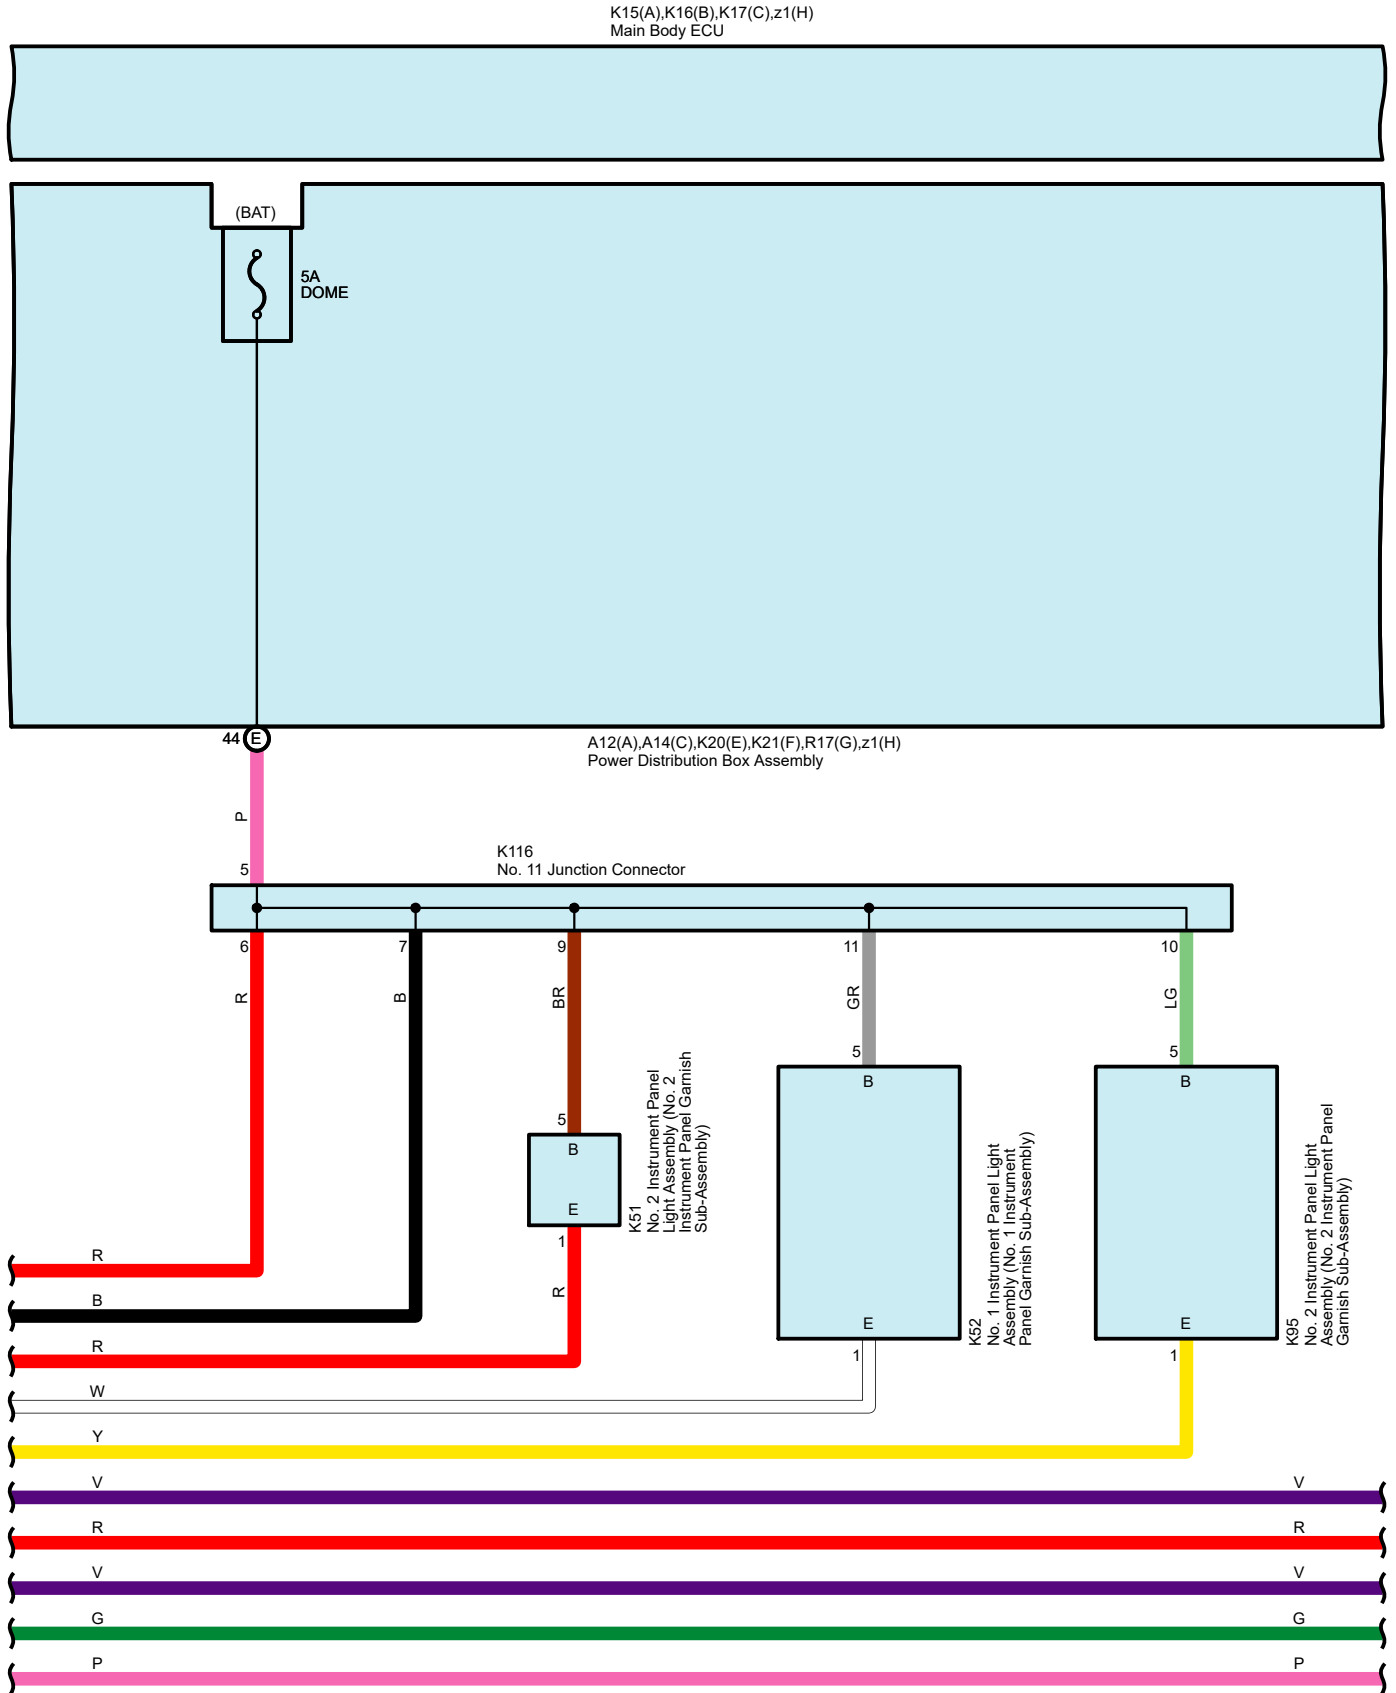 K15(A),K16(B),K17(C),z1(H)
Main Body ECU
(BAT)
5A
DOME
44
E
A12(A),A14(C),K20(E),K21(F),R17(G),z1(H)
Power Distribution Box Assembly
P
K116
No. 11 Junction Connector
5
6
7
9
11
10
R
B
BR
GR
LG
5
B
E
1
R
K51
No. 2 Instrument Panel
Light Assembly (No. 2
Instrument Panel Garnish
Sub-Assembly)
5
B
E
1
K52
No. 1 Instrument Panel Light
Assembly (No. 1 Instrument
Panel Garnish Sub-Assembly)
5
B
E
1
K95
No. 2 Instrument Panel Light
Assembly (No. 2 Instrument Panel
Garnish Sub-Assembly)
R
B
R
W
Y
V V
R R
V V
G G
P P